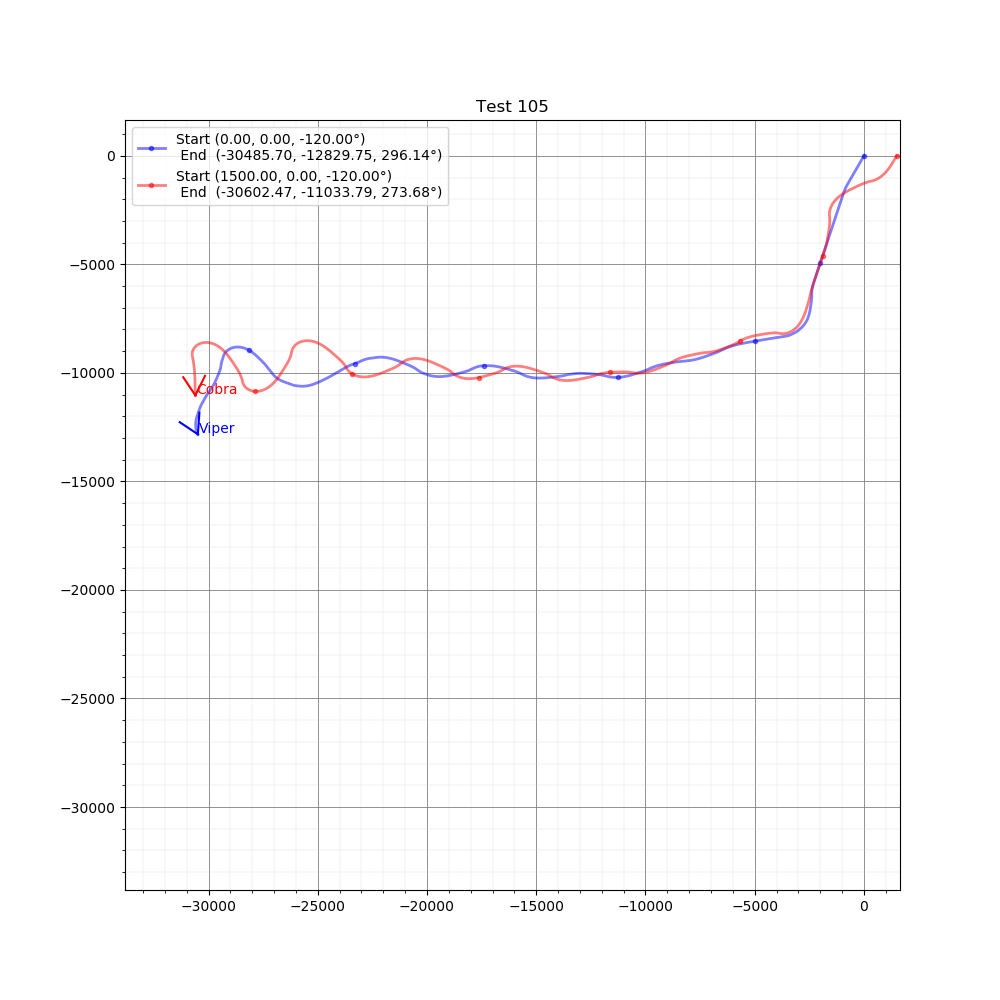 Test 105
Start (0.00, 0.00, -120.00°)
End (-30485.70, -12829.75, 296.14°)
Start (1500.00, 0.00, -120.00°)
End (-30602.47, -11033.79, 273.68°)
0
−5000
−10000
−15000
−20000
−25000
−30000
Cobra
Viper
−30000
−25000
−20000
−15000
−10000
−5000
0